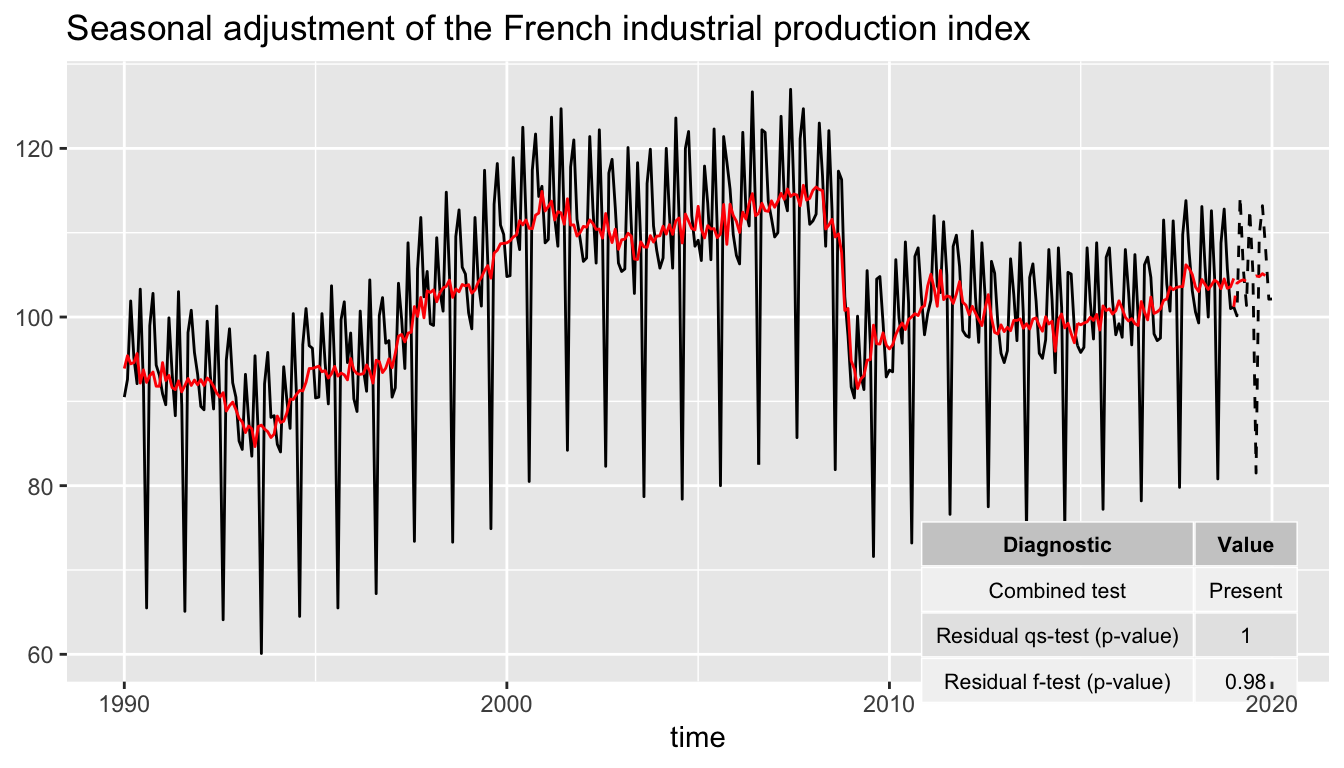 Seasonal adjustment of the French industrial production index
120
100
80
60
Diagnostic Value
Combined test Present
Residual qs-test (p-value) 1
Residual f-test (p-value) 0.98
1990 2000 2010 2020
time